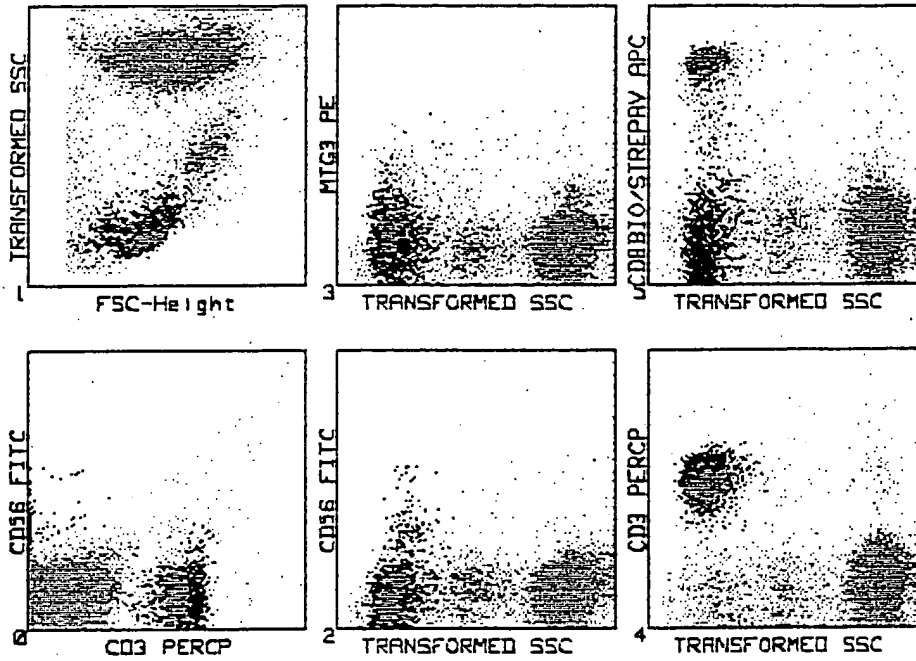 TRANSFORMED SSC
1
FSC-Height
MTG3 PE
3
TRANSFORMED SSC
CD8BIO/STREPAV APC
5
TRANSFORMED SSC
CD56 FITC
0
CD3 PERCP
CD56 FITC
2
TRANSFORMED SSC
CD3 PERCP
4
TRANSFORMED SSC